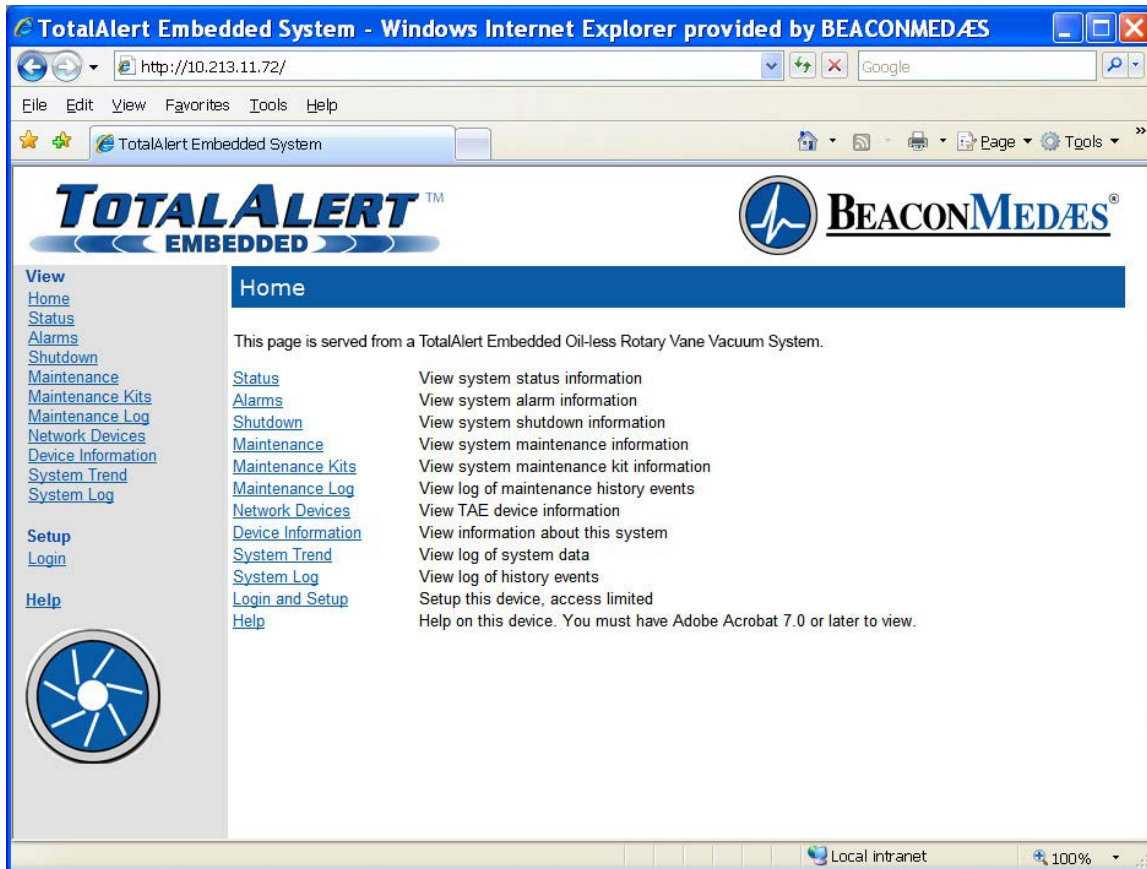 TotalAlert Embedded System - Windows Internet Explorer provided by BEACONMEDÆS
http://10.213.11.72/
Google
File Edit View Favorites Tools Help
TotalAlert Embedded System
Page Tools »
TOTALALERT ™
EMBEDDED
BEACONMEDÆS®
View
Home
Status
Alarms
Shutdown
Maintenance
Maintenance Kits
Maintenance Log
Network Devices
Device Information
System Trend
System Log
Setup
Login
Help
Home
This page is served from a TotalAlert Embedded Oil-less Rotary Vane Vacuum System.
Status View system status information
Alarms View system alarm information
Shutdown View system shutdown information
Maintenance View system maintenance information
Maintenance Kits View system maintenance kit information
Maintenance Log View log of maintenance history events
Network Devices View TAE device information
Device Information View information about this system
System Trend View log of system data
System Log View log of history events
Login and Setup Setup this device, access limited
Help Help on this device. You must have Adobe Acrobat 7.0 or later to view.
Local intranet 100%